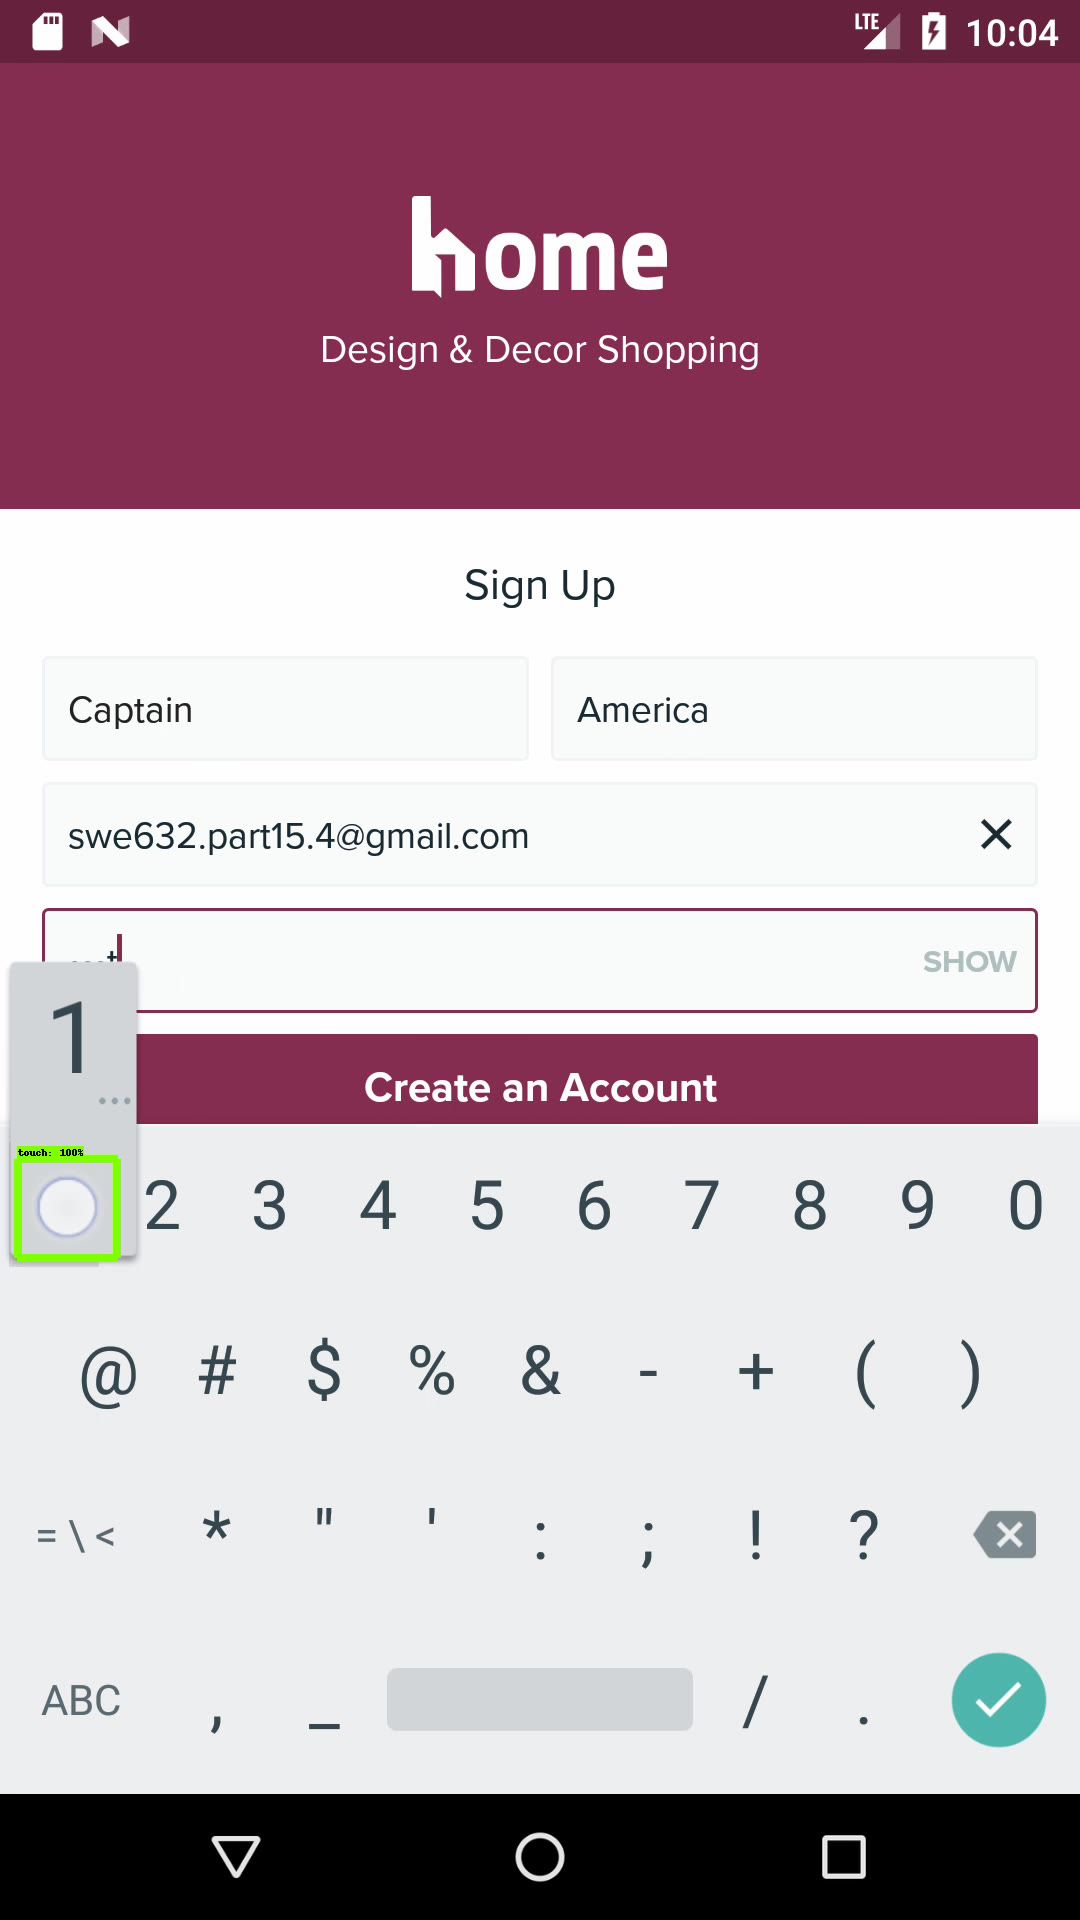 LTE 10:04
home
Design & Decor Shopping
Sign Up
Captain America
swe632.part15.4@gmail.com
SHOW
1
Create an Account
touch: 100%
2 3 4 5 6 7 8 9 0
@ # $ % & - + ( )
= \ < * " ' : ; ! ?
ABC , _ / .